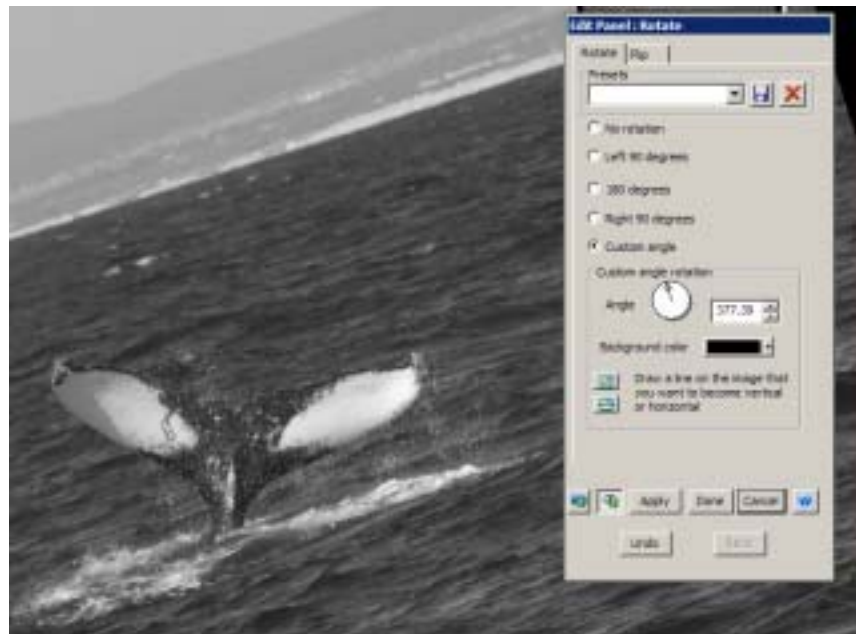 Edit Panel : Rotate
Rotate Flip
Presets
No rotation
Left 90 degrees
180 degrees
Right 90 degrees
Custom angle
Custom angle rotation
Angle 377.39
Background color
Draw a line on the image that
you want to become vertical
or horizontal
Apply Done Cancel
Undo